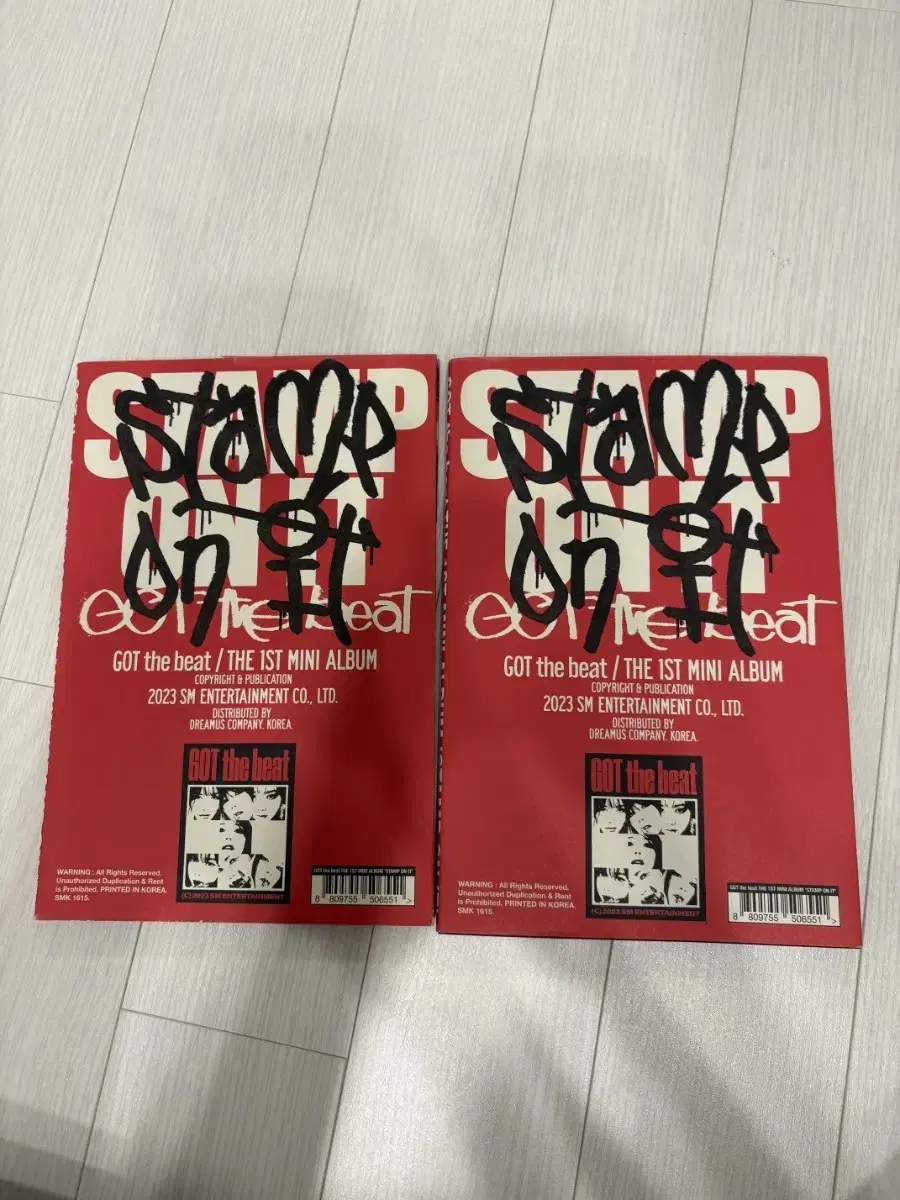 STAMP
ON IT
Stamp
on it
GOT the beat
GOT the beat / THE 1ST MINI ALBUM
COPYRIGHT & PUBLICATION
2023 SM ENTERTAINMENT CO., LTD.
DISTRIBUTED BY
DREAMUS COMPANY. KOREA.
GOT the beat
(C) 2023 SM ENTERTAINMENT
WARNING : All Rights Reserved.
Unauthorized Duplication & Rent
is Prohibited. PRINTED IN KOREA.
SMK 1615.
GOT the beat THE 1ST MINI ALBUM "STAMP ON IT"
8 809755 506551 >
STAMP
ON IT
Stamp
on it
GOT the beat
GOT the beat / THE 1ST MINI ALBUM
COPYRIGHT & PUBLICATION
2023 SM ENTERTAINMENT CO., LTD.
DISTRIBUTED BY
DREAMUS COMPANY. KOREA.
GOT the beat
(C) 2023 SM ENTERTAINMENT
WARNING : All Rights Reserved.
Unauthorized Duplication & Rent
is Prohibited. PRINTED IN KOREA.
SMK 1615.
GOT the beat THE 1ST MINI ALBUM "STAMP ON IT"
8 809755 506551 >